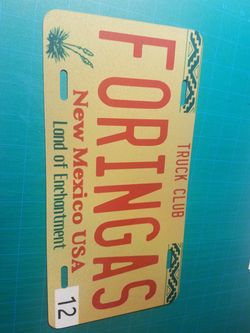 TRUCK CLUB
FORINGAS
New Mexico USA
Land of Enchantment
12